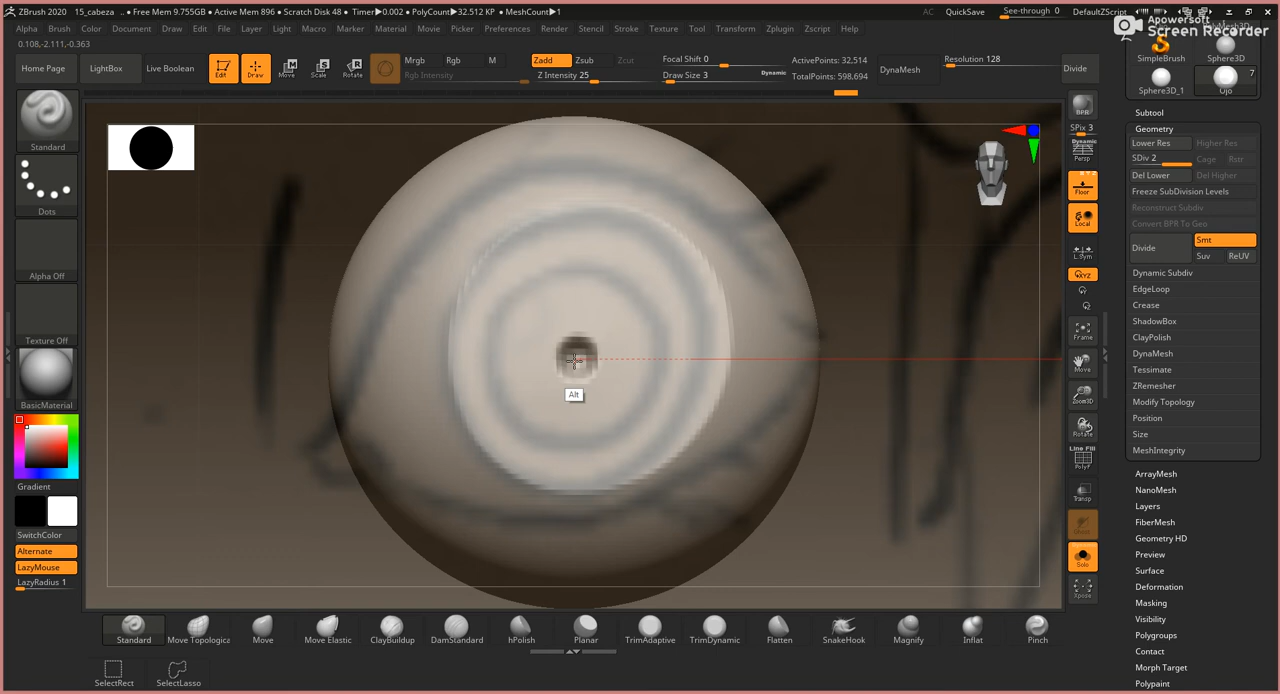 ZBrush 2020 15_cabeza .. • Free Mem 9.755GB • Active Mem 896 • Scratch Disk 48 • Timer▶0.002 • PolyCount▶32.512 KP • MeshCount▶1
AC QuickSave See-through 0 DefaultZScript
Alpha Brush Color Document Draw Edit File Layer Light Macro Marker Material Movie Picker Preferences Render Stencil Stroke Texture Tool Transform Zplugin Zscript Help
Apowersoft
Screen Recorder
0.108,-2.111,-0.363
Home Page LightBox Live Boolean Edit Draw Move Scale Rotate
Mrgb Rgb M
Rgb Intensity
Zadd Zsub Zcut
Z Intensity 25
Focal Shift 0
Draw Size 3 Dynamic
ActivePoints: 32,514
TotalPoints: 598.694
DynaMesh
Resolution 128
Divide
SimpleBrush Sphere3D
Sphere3D_1 Ojo
7
Standard
Dots
Alpha Off
Texture Off
BasicMaterial
Gradient
SwitchColor
Alternate
LazyMouse
LazyRadius 1
Alt
BPR
SPix 3
Dynamic
Persp
Floor
Local
L.Sym
XYZ
Frame
Move
Zoom3D
Rotate
Line Fill
PolyF
Transp
Dynamic
Solo
Xpose
Subtool
Geometry
Lower Res Higher Res
SDiv 2 Cage Rstr
Del Lower Del Higher
Freeze SubDivision Levels
Reconstruct Subdiv
Convert BPR To Geo
Divide Smt
Suv ReUV
Dynamic Subdiv
EdgeLoop
Crease
ShadowBox
ClayPolish
DynaMesh
Tessimate
ZRemesher
Modify Topology
Position
Size
MeshIntegrity
ArrayMesh
NanoMesh
Layers
FiberMesh
Geometry HD
Preview
Surface
Deformation
Masking
Visibility
Polygroups
Contact
Morph Target
Polypaint
Standard Move Topologica Move Move Elastic ClayBuildup DamStandard hPolish Planar TrimAdaptive TrimDynamic Flatten SnakeHook Magnify Inflat Pinch
SelectRect SelectLasso